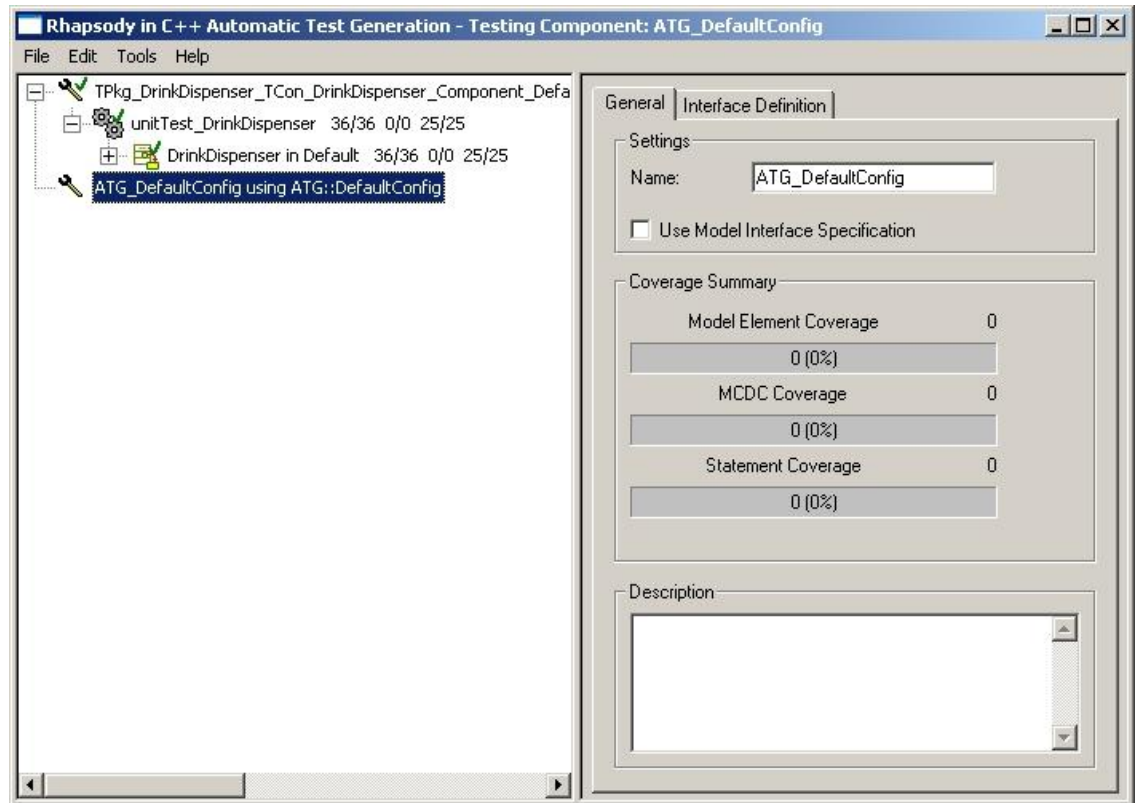 Rhapsody in C++ Automatic Test Generation - Testing Component: ATG_DefaultConfig
File Edit Tools Help
TPkg_DrinkDispenser_TCon_DrinkDispenser_Component_Defa
unitTest_DrinkDispenser 36/36 0/0 25/25
DrinkDispenser in Default 36/36 0/0 25/25
ATG_DefaultConfig using ATG::DefaultConfig
General Interface Definition
Settings
Name: ATG_DefaultConfig
Use Model Interface Specification
Coverage Summary
Model Element Coverage 0
0 (0%)
MCDC Coverage 0
0 (0%)
Statement Coverage 0
0 (0%)
Description